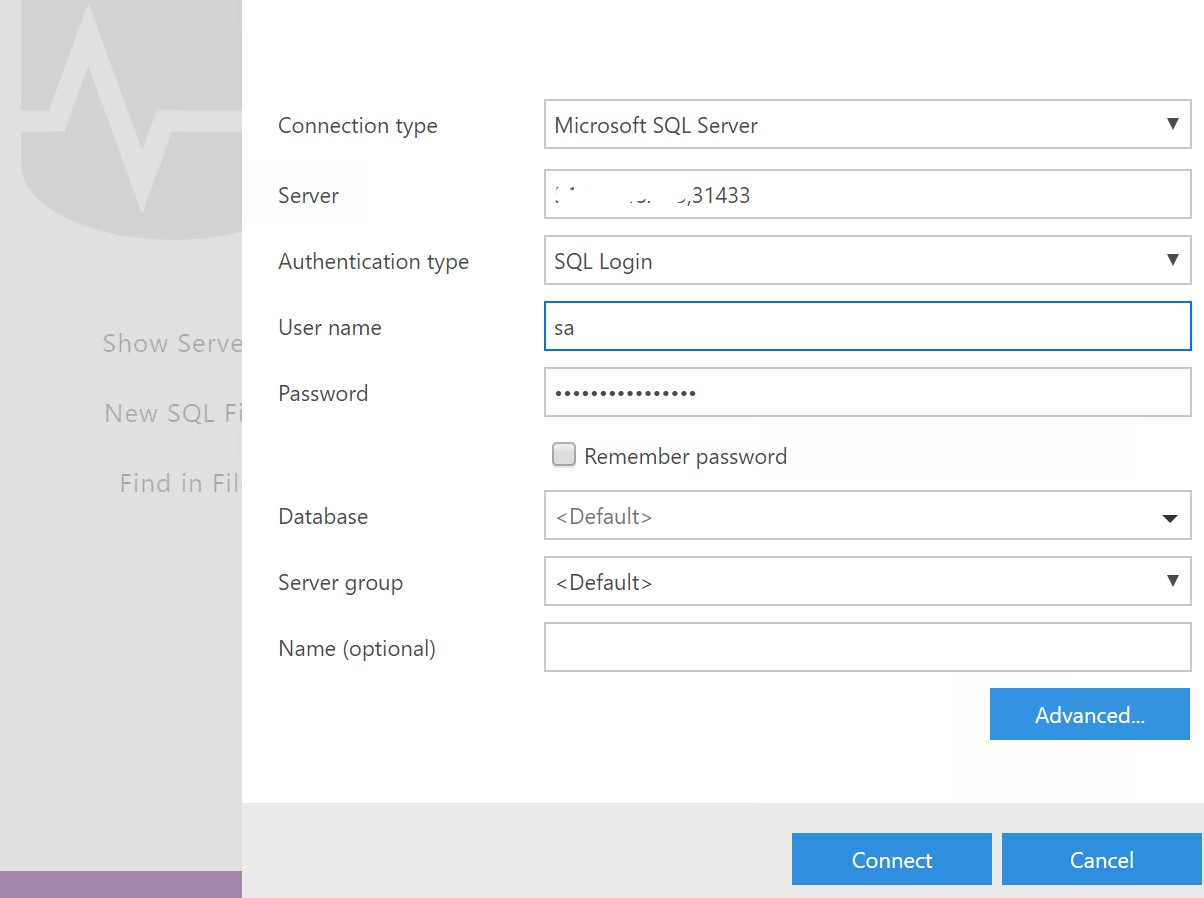 Connection type
Microsoft SQL Server
Server
,31433
Authentication type
SQL Login
User name
sa
Password
••••••••••••••••
Remember password
Database
<Default>
Server group
<Default>
Name (optional)
Advanced...
Connect
Cancel
Show Serve
New SQL Fi
Find in Fil